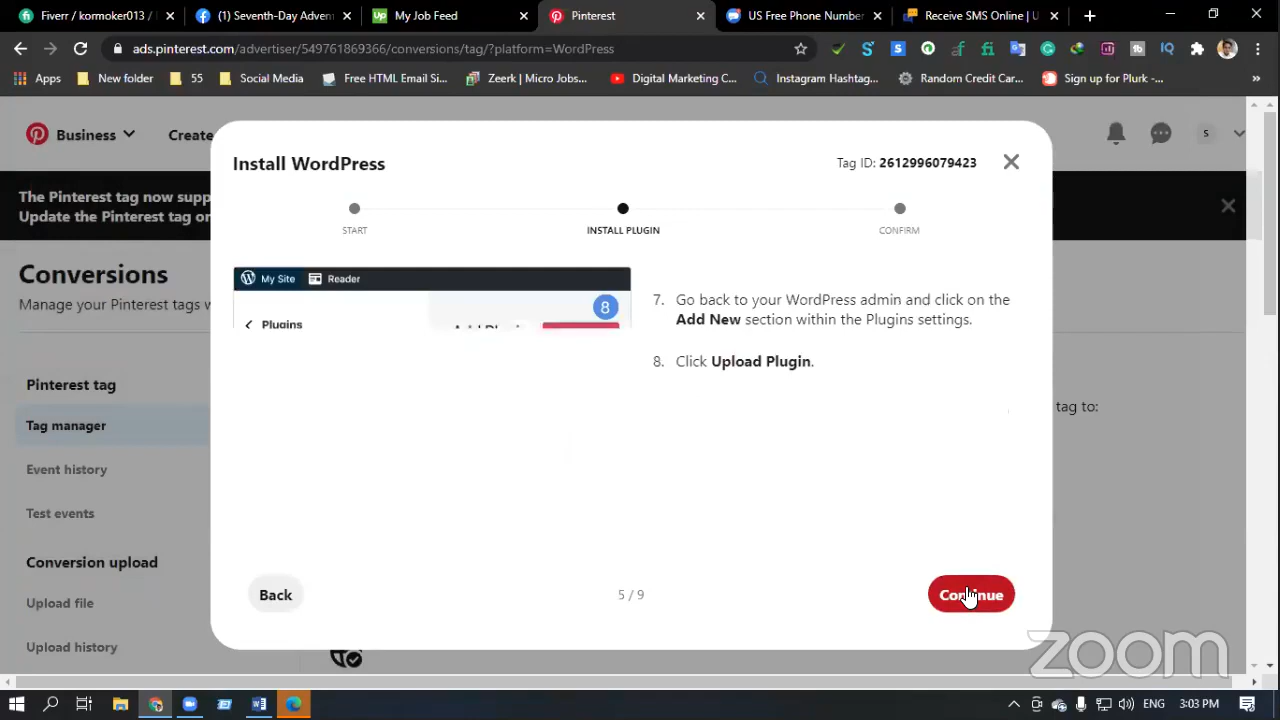 Fiverr / komoker013
(1) Seventh-Day Adven
Up My Job Feed
Pinterest
US Free Phone Number
Receive SMS Online | U
ads.pinterest.com/advertiser/549761869366/conversions/tag/?platform=WordPress
Apps
New folder
55
Social Media
Free HTML Email Si...
Zeerk | Micro Jobs...
Digital Marketing C...
Instagram Hashtag...
Random Credit Car...
Sign up for Plurk -...
»
Business
Create
S
Install WordPress
Tag ID: 2612996079423
The Pinterest tag now supp
Update the Pinterest tag or
START
INSTALL PLUGIN
CONFIRM
Conversions
Manage your Pinterest tags w
My Site
Reader
8
Plugins
7. Go back to your WordPress admin and click on the
Add New section within the Plugins settings.
8. Click Upload Plugin.
Pinterest tag
Tag manager
tag to:
Event history
Test events
Conversion upload
Upload file
Upload history
Back
5 / 9
Continue
zoom
ENG
3:03 PM